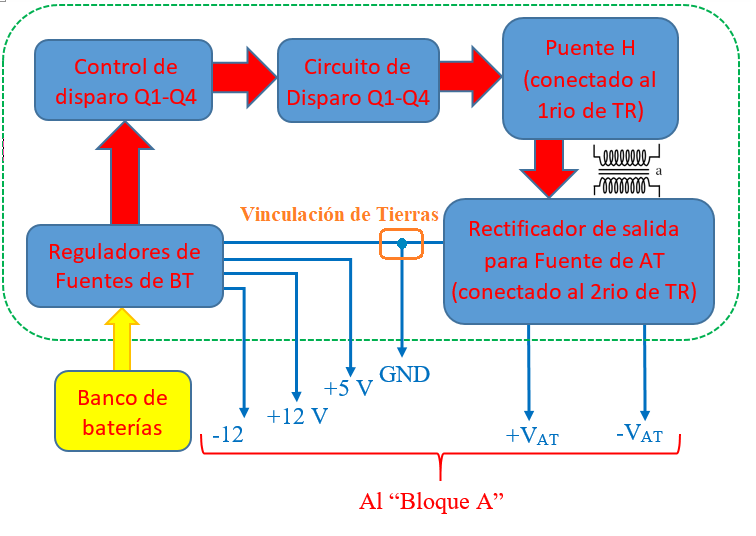 Control de
disparo Q1-Q4
Circuito de
Disparo Q1-Q4
Puente H
(conectado al
1rio de TR)
a
Vinculación de Tierras
Reguladores de
Fuentes de BT
Rectificador de salida
para Fuente de AT
(conectado al 2rio de TR)
Banco de
baterías
-12
+12 V
+5 V
GND
+VAT
-VAT
Al “Bloque A”